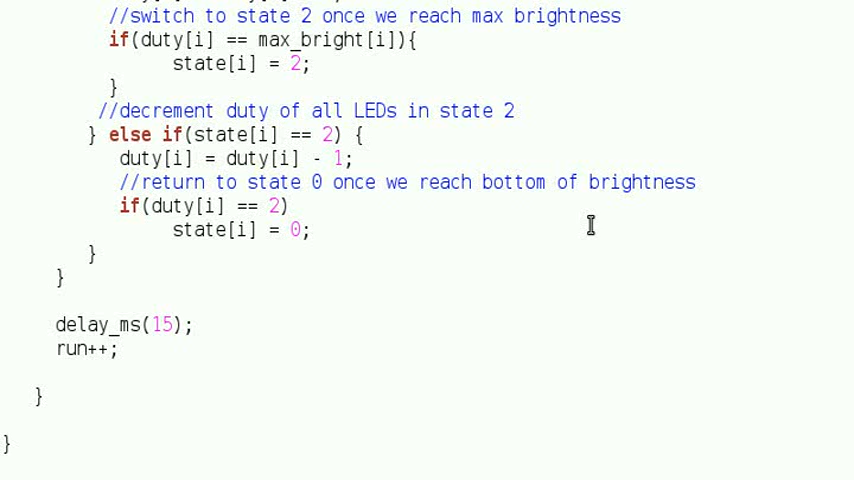 //switch to state 2 once we reach max brightness
if(duty[i] == max_bright[i]){
state[i] = 2;
}
//decrement duty of all LEDs in state 2
} else if(state[i] == 2) {
duty[i] = duty[i] - 1;
//return to state 0 once we reach bottom of brightness
if(duty[i] == 2)
state[i] = 0;
}
}
delay_ms(15);
run++;
}
}